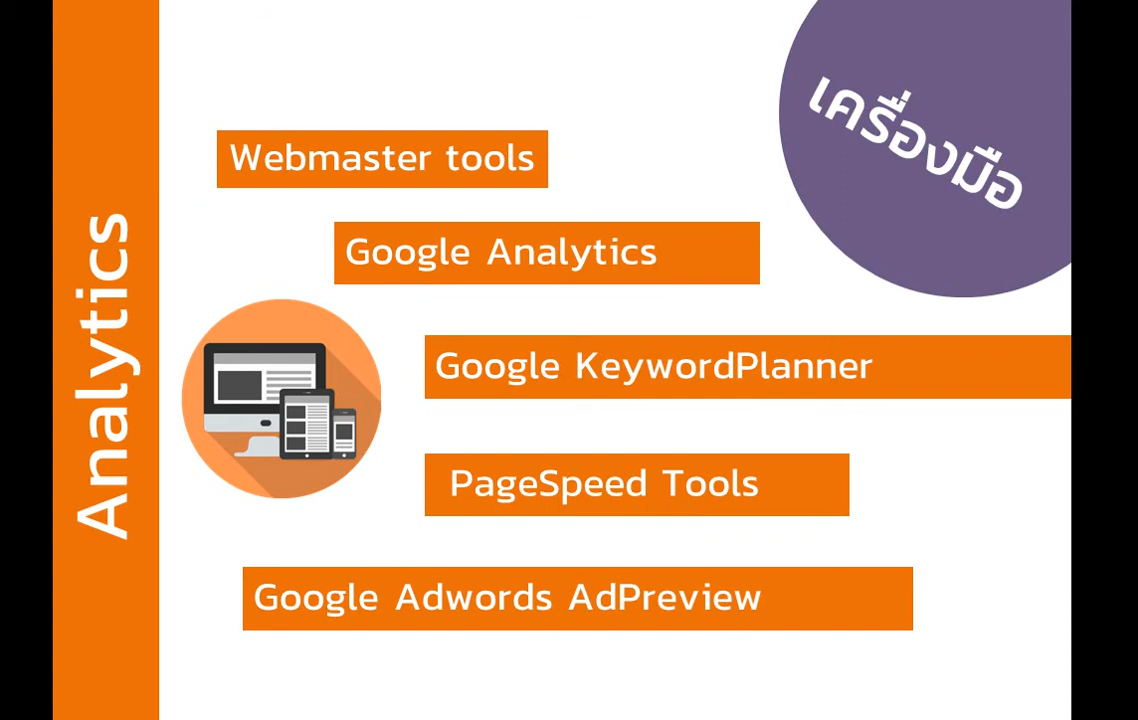 เครื่องมือ
Analytics
Webmaster tools
Google Analytics
Google KeywordPlanner
PageSpeed Tools
Google Adwords AdPreview